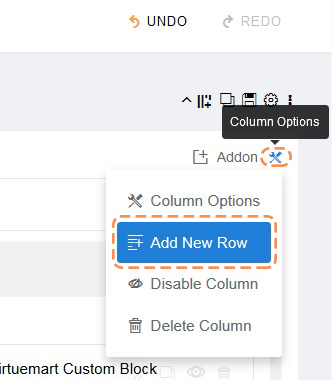 UNDO REDO
Column Options
Addon
Column Options
Add New Row
Disable Column
Delete Column
irtuemart Custom Block